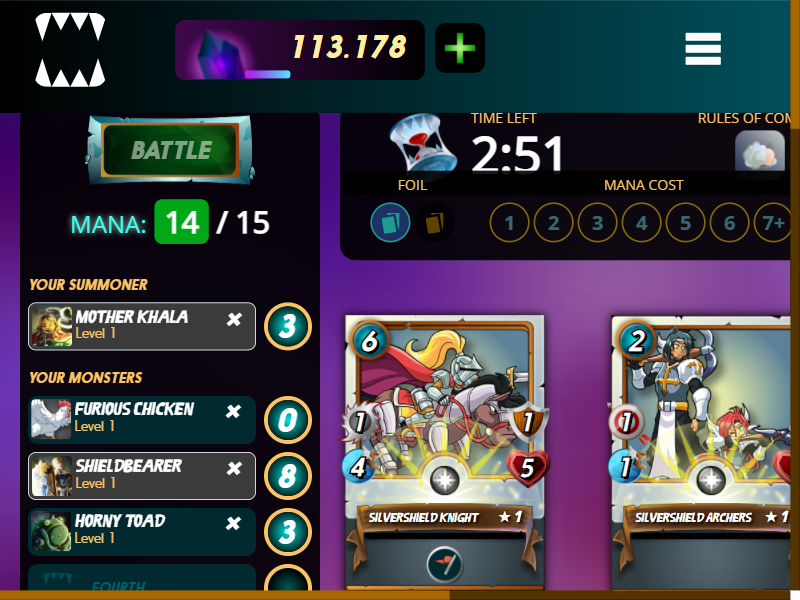 113.178
BATTLE
MANA: 14 / 15
YOUR SUMMONER
MOTHER KHALA
Level 1
3
YOUR MONSTERS
FURIOUS CHICKEN
Level 1
0
SHIELDBEARER
Level 1
8
HORNY TOAD
Level 1
3
FOURTH
TIME LEFT
2:51
RULES OF COM
FOIL
MANA COST
1 2 3 4 5 6 7+
6
1
1
4
5
SILVERSHIELD KNIGHT ★ 1
2
1
1
SILVERSHIELD ARCHERS ★ 1